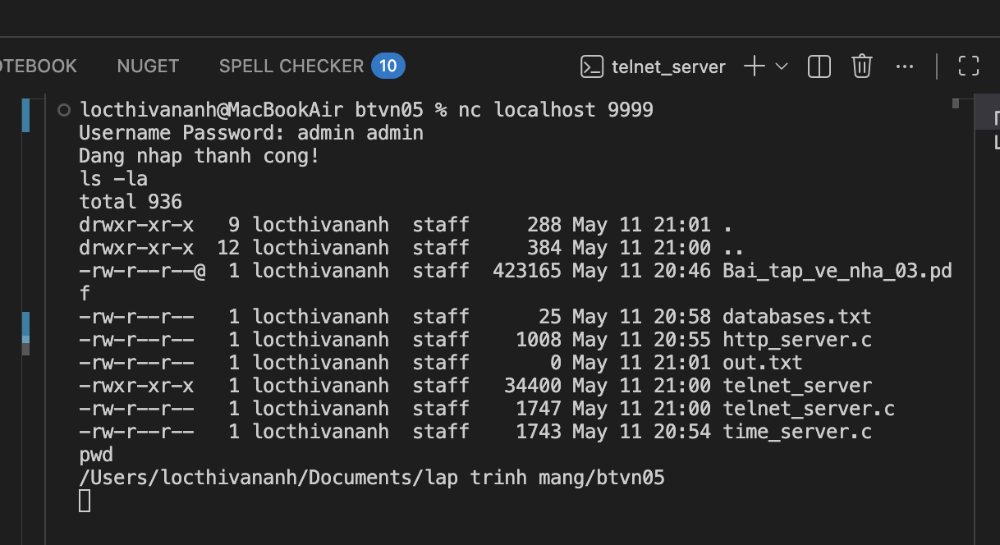 OTEBOOK NUGET SPELL CHECKER 10 telnet_server
locthivananh@MacBookAir btvn05 % nc localhost 9999
Username Password: admin admin
Dang nhap thanh cong!
ls -la
total 936
drwxr-xr-x   9 locthivananh  staff     288 May 11 21:01 .
drwxr-xr-x  12 locthivananh  staff     384 May 11 21:00 ..
-rw-r--r--@  1 locthivananh  staff  423165 May 11 20:46 Bai_tap_ve_nha_03.pd
f
-rw-r--r--   1 locthivananh  staff      25 May 11 20:58 databases.txt
-rw-r--r--   1 locthivananh  staff    1008 May 11 20:55 http_server.c
-rw-r--r--   1 locthivananh  staff       0 May 11 21:01 out.txt
-rwxr-xr-x   1 locthivananh  staff   34400 May 11 21:00 telnet_server
-rw-r--r--   1 locthivananh  staff    1747 May 11 21:00 telnet_server.c
-rw-r--r--   1 locthivananh  staff    1743 May 11 20:54 time_server.c
pwd
/Users/locthivananh/Documents/lap trinh mang/btvn05